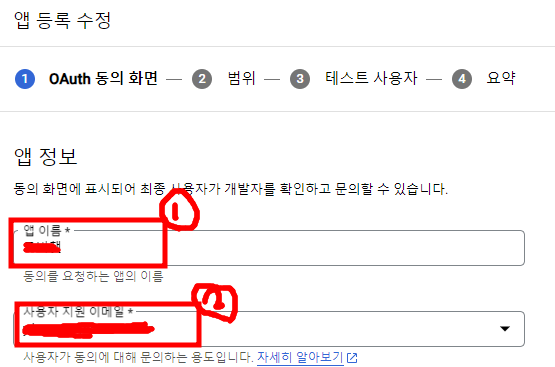 앱 등록 수정
1 OAuth 동의 화면 — 2 범위 — 3 테스트 사용자 — 4 요약
앱 정보
동의 화면에 표시되어 최종 사용자가 개발자를 확인하고 문의할 수 있습니다.
1
앱 이름 *
동의를 요청하는 앱의 이름
2
사용자 지원 이메일 *
사용자가 동의에 대해 문의하는 용도입니다. 자세히 알아보기